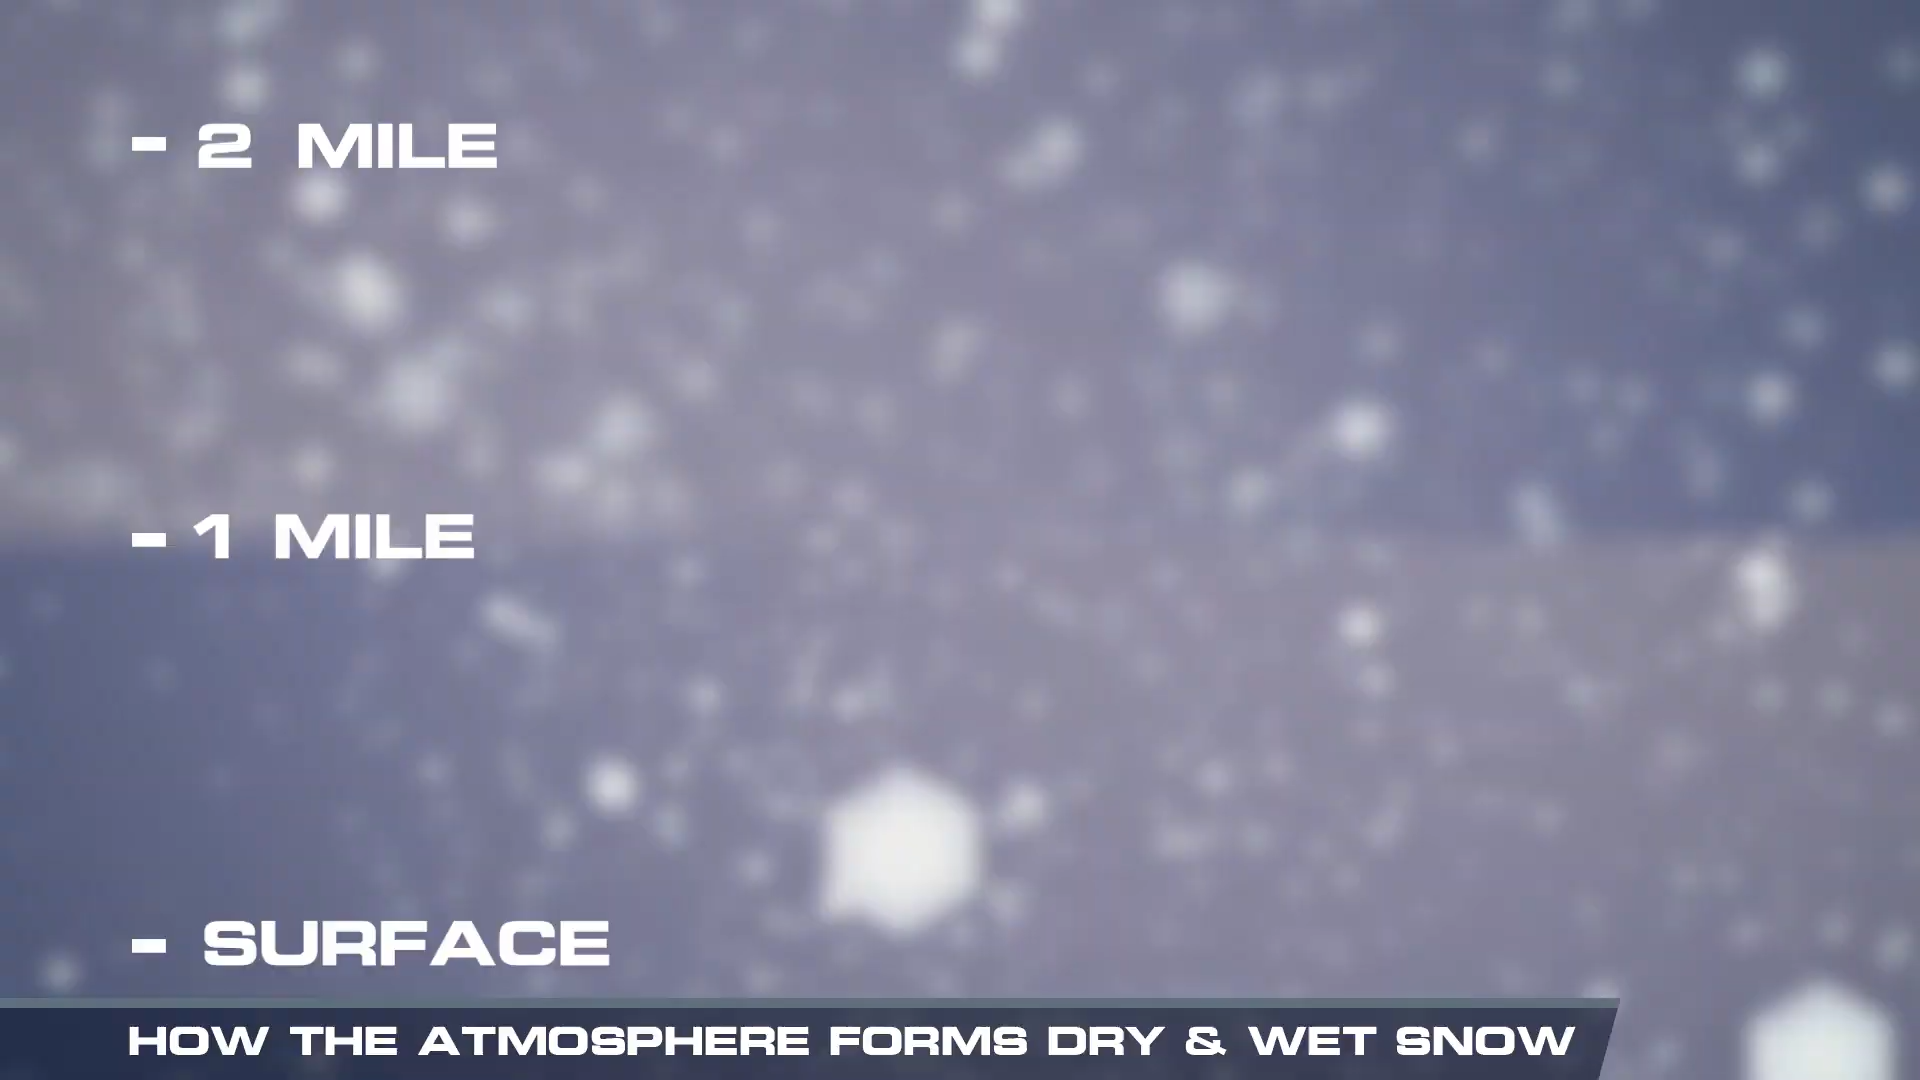 - 2 MILE
- 1 MILE
- SURFACE
HOW THE ATMOSPHERE FORMS DRY & WET SNOW